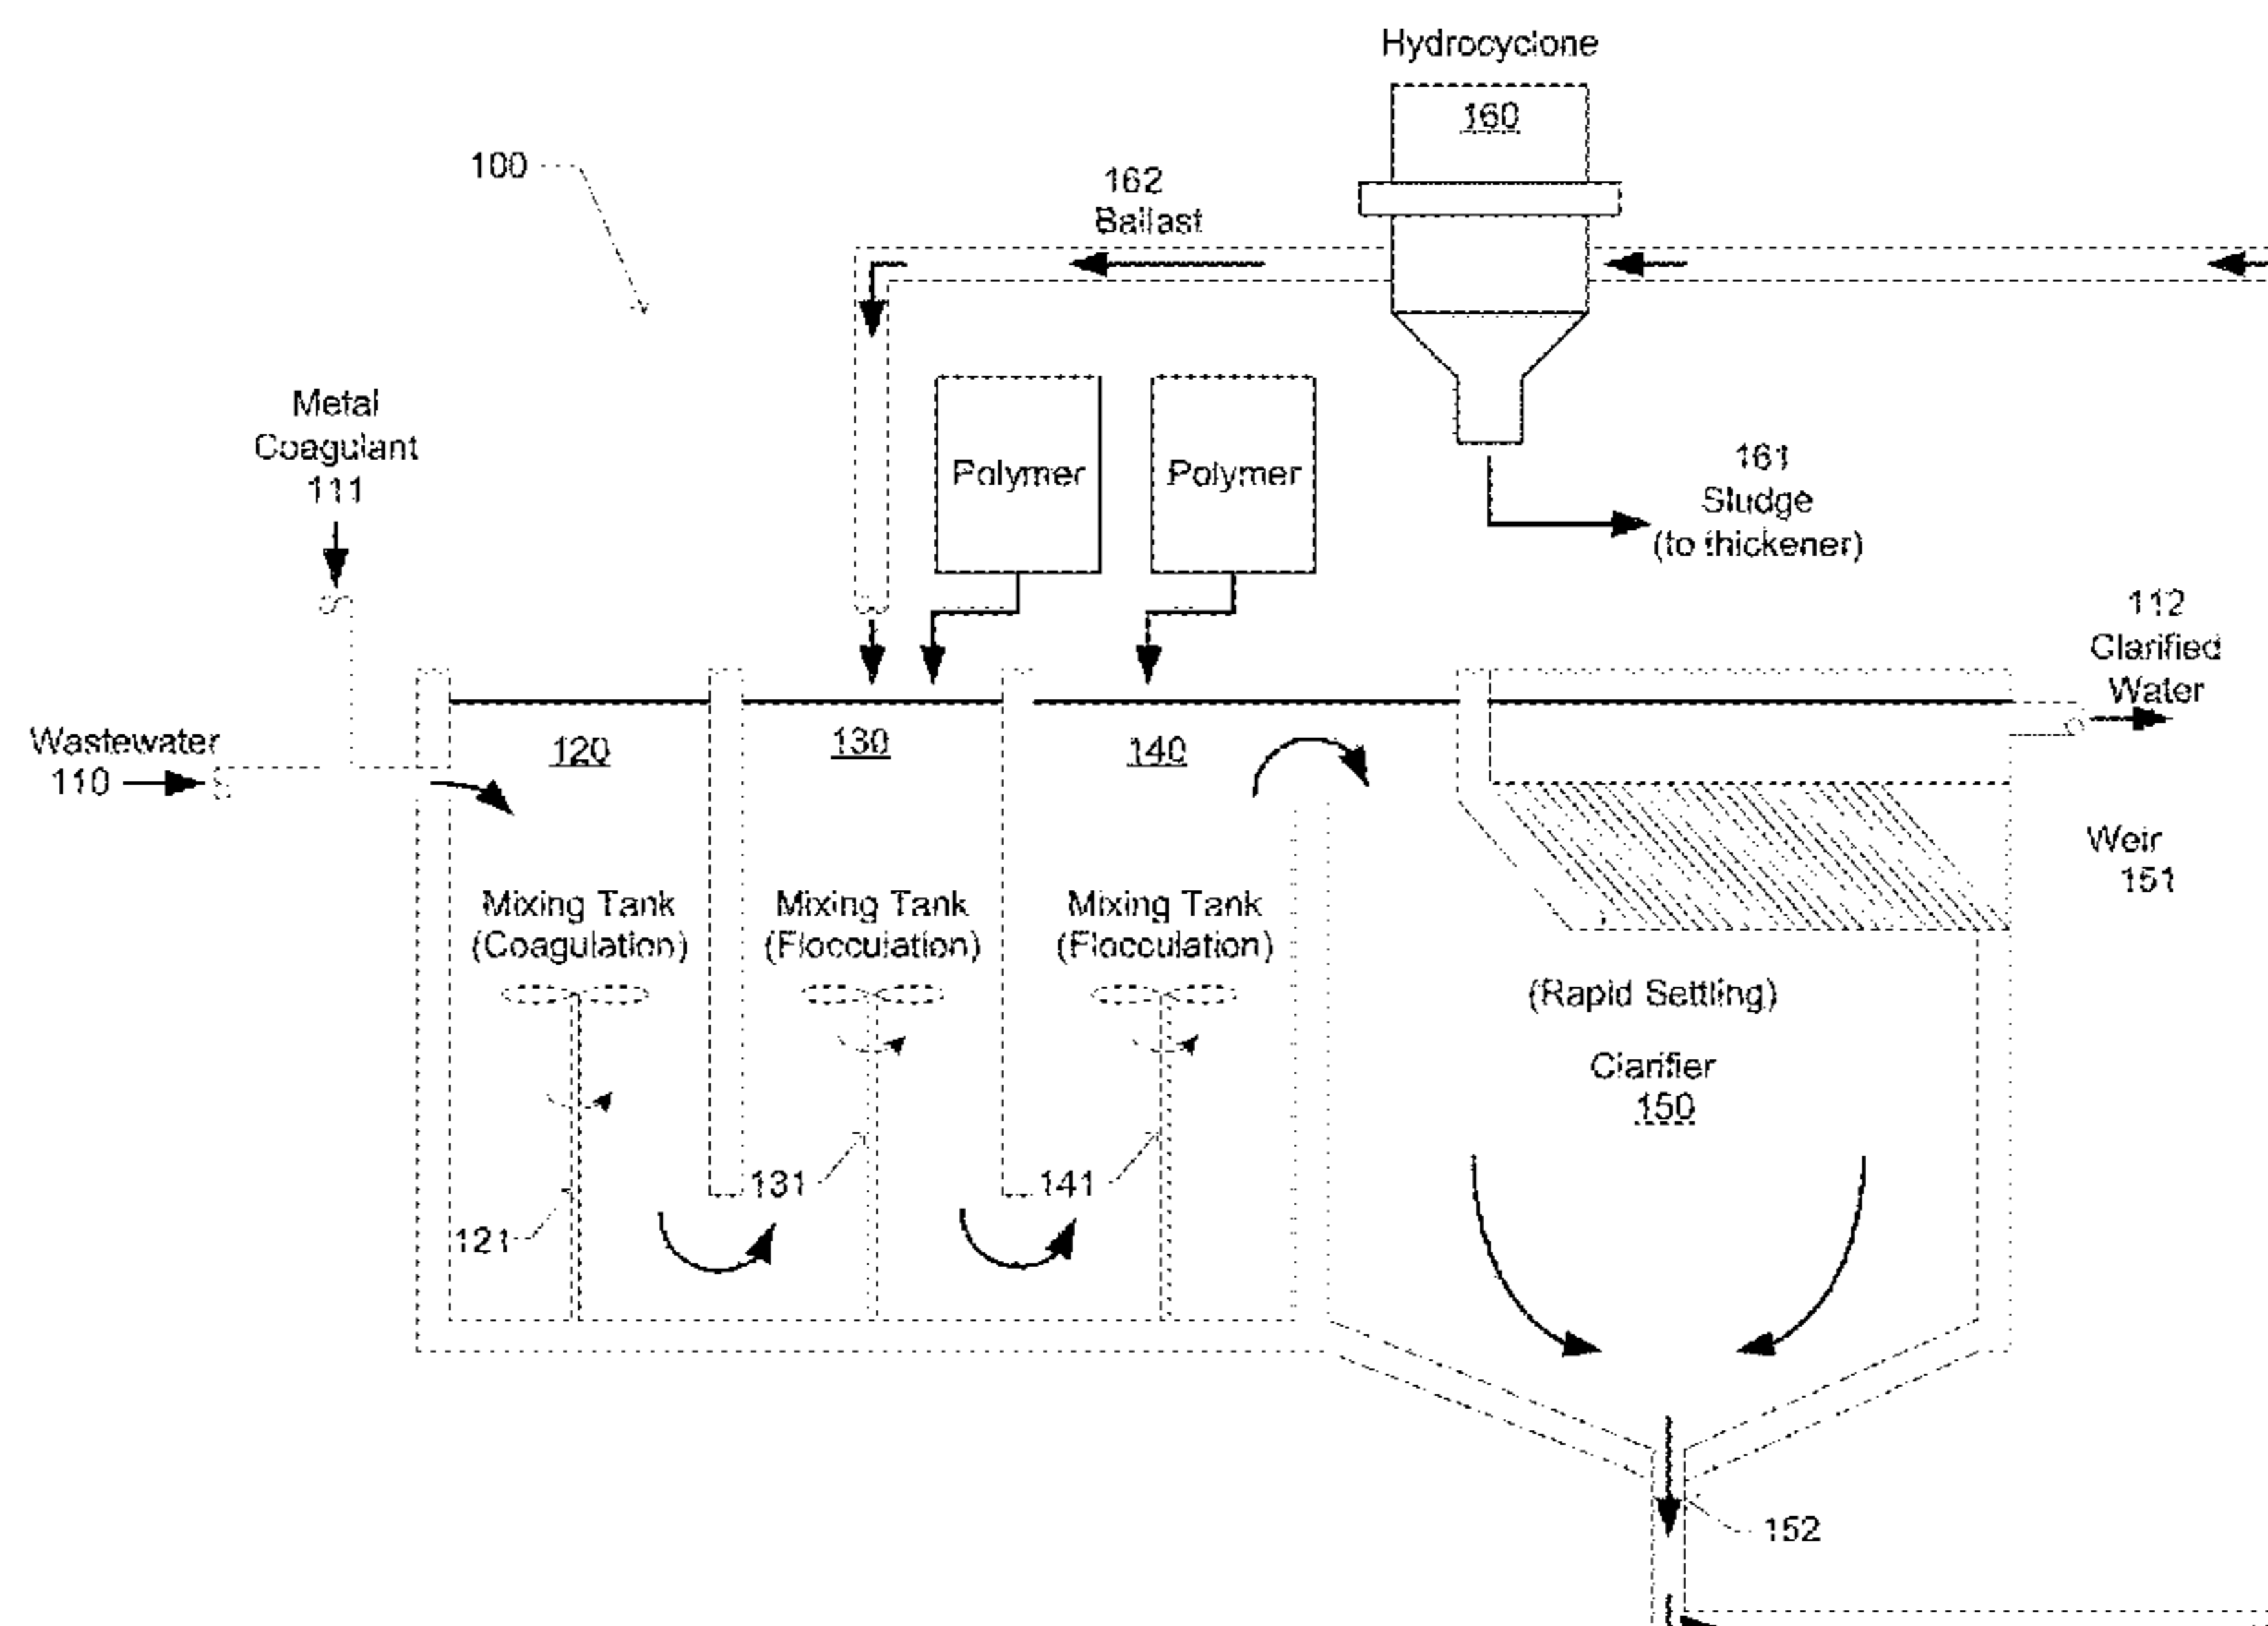 Hydrocyclone
160
100
162
Ballast
Metal
Coagulant
111
Polymer
Polymer
161
Sludge
(to thickener)
112
Clarified
Water
Wastewater
110
120
130
140
Weir
151
Mixing Tank
(Coagulation)
Mixing Tank
(Flocculation)
Mixing Tank
(Flocculation)
(Rapid Settling)
Clarifier
150
131
141
121
152